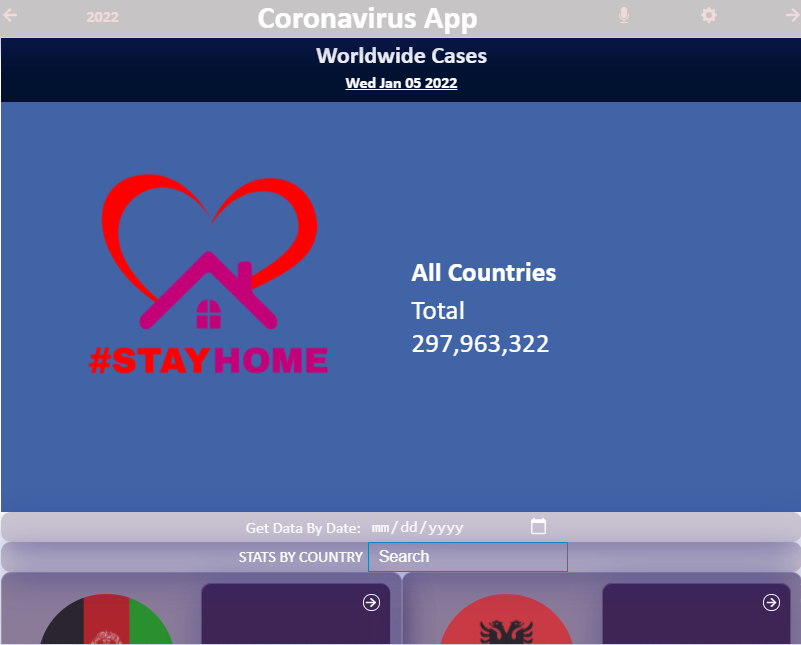 2022 Coronavirus App
Worldwide Cases
Wed Jan 05 2022
#STAYHOME
All Countries
Total
297,963,322
Get Data By Date: mm/dd/yyyy
STATS BY COUNTRY Search